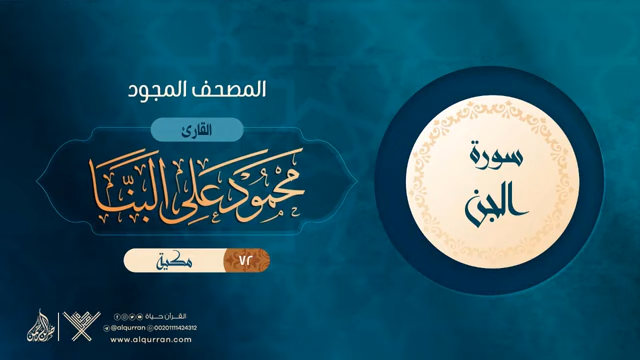 المصحف المجود
القارئ
محمود علي البنا
٧٢ مكية
سورة
الجن
القرآن حياة
@alqurran 00201111424312
www.alqurran.com